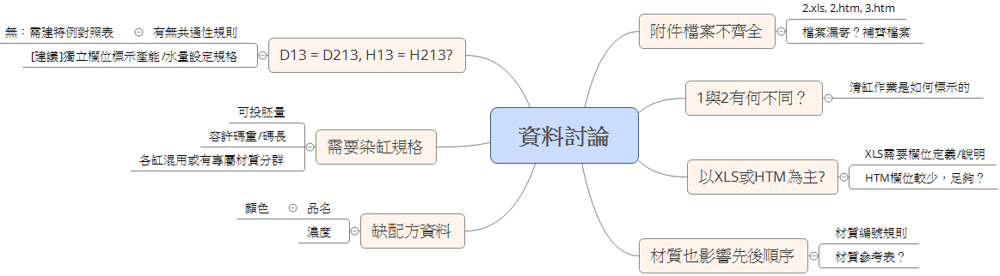 資料討論
附件檔案不齊全
2.xls, 2.htm, 3.htm
檔案漏寄？補齊檔案
1與2有何不同？
清缸作業是如何標示的
以XLS或HTM為主?
XLS需要欄位定義/說明
HTM欄位較少，足夠？
材質也影響先後順序
材質編號規則
材質參考表？
D13 = D213, H13 = H213?
有無共通性規則
無：需建特例對照表
[建議]獨立欄位標示產能/水量設定規格
需要染缸規格
可投胚量
容許碼重/碼長
各缸混用或有專屬材質分群
缺配方資料
品名
顏色
濃度